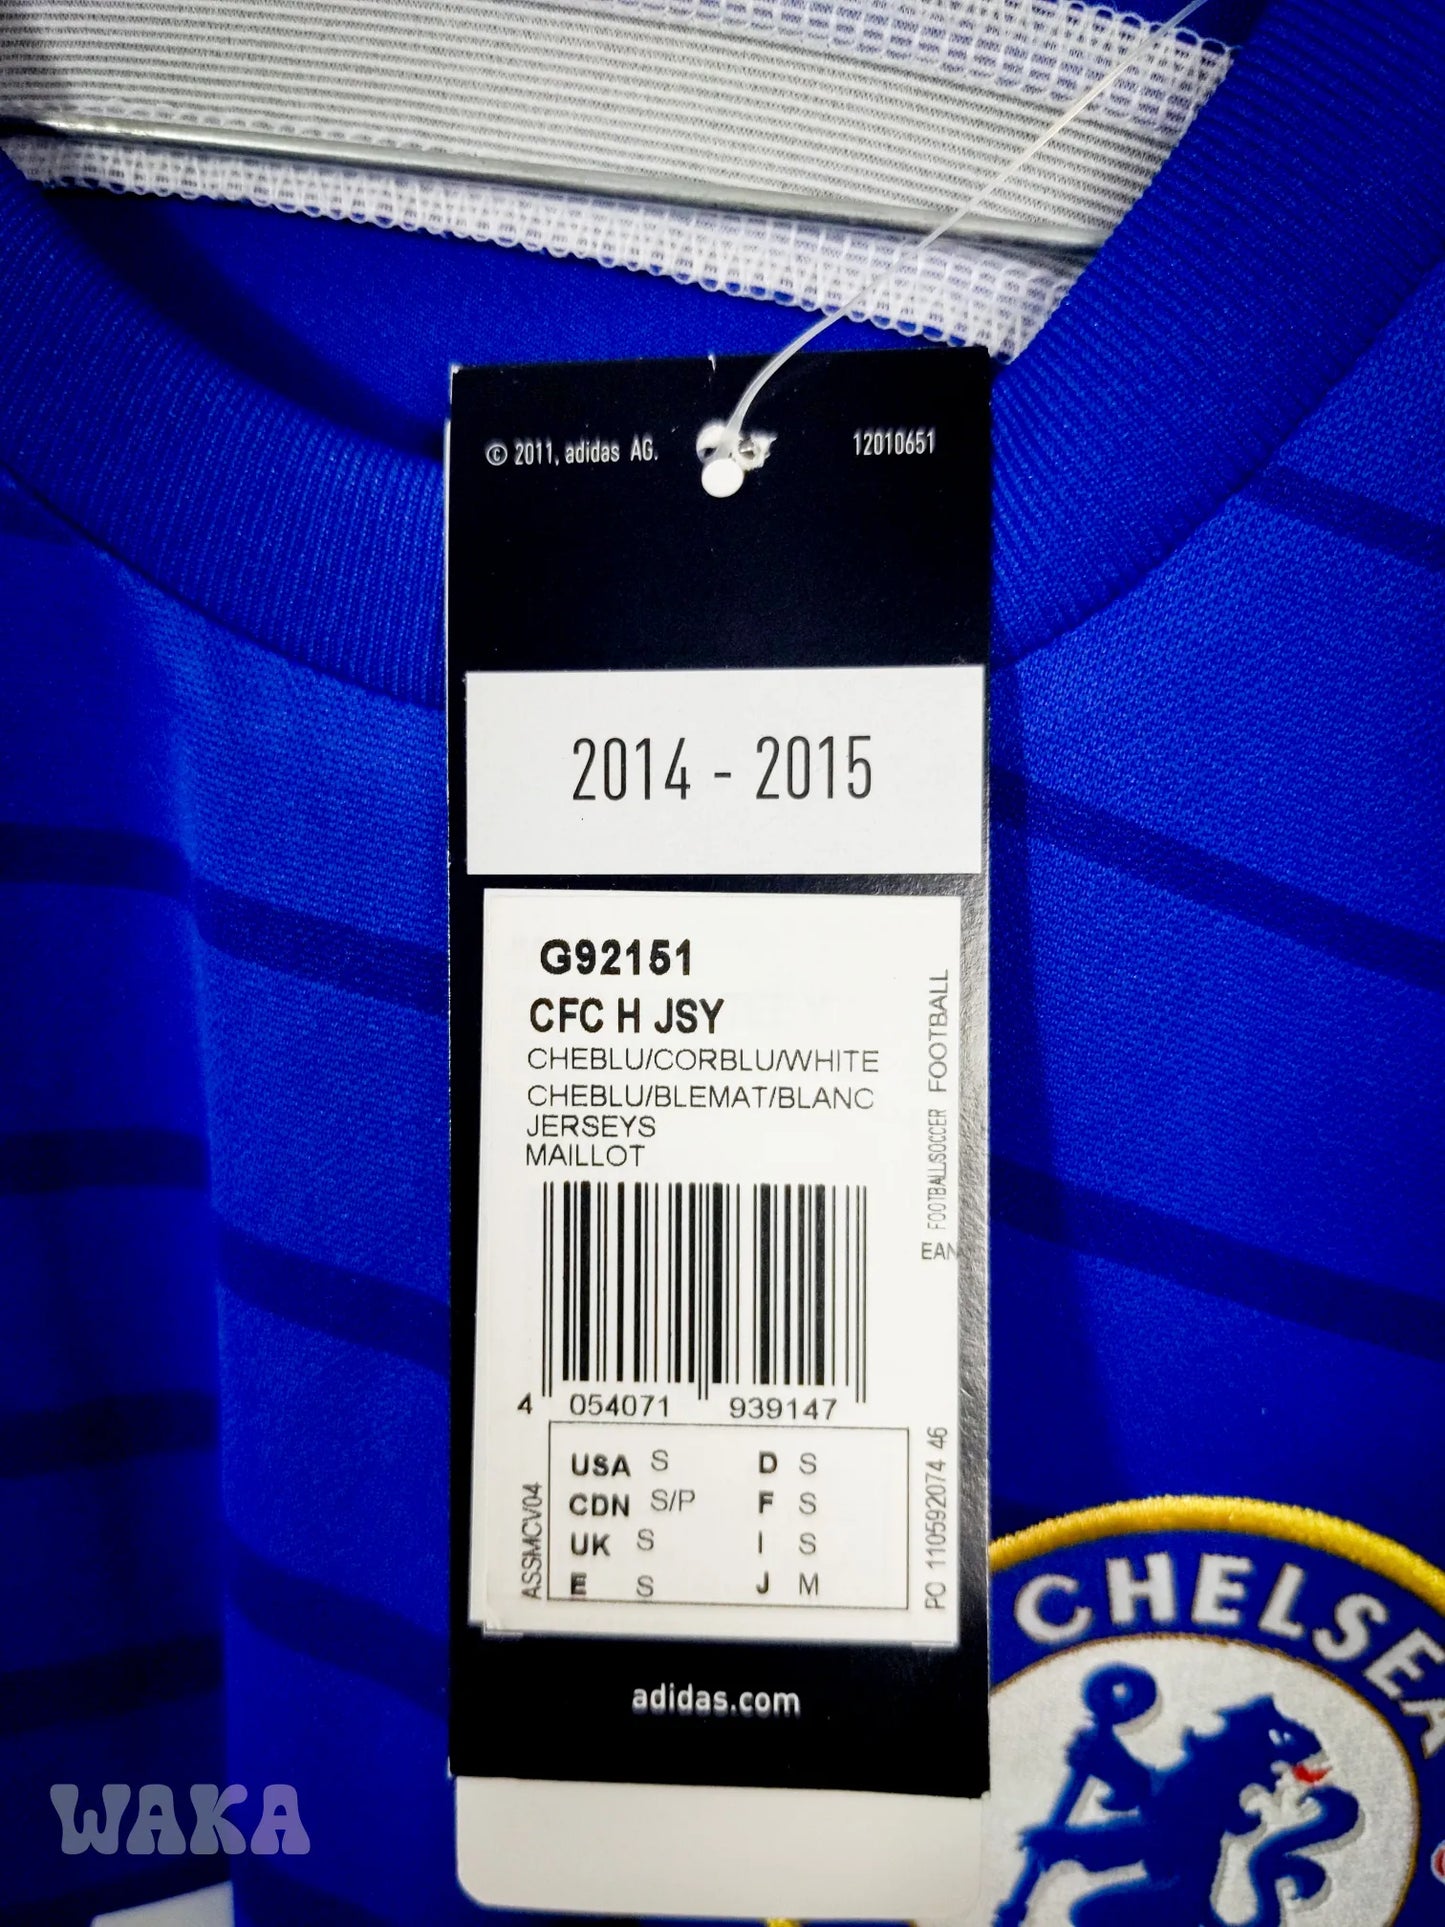 © 2011, adidas AG.
12010651
2014 - 2015
G92151
CFC H JSY
CHEBLU/CORBLU/WHITE
CHEBLU/BLEMAT/BLANC
JERSEYS
MAILLOT
EAN FOOTBALL/SOCCER FOOTBALL
4 054071 939147
USA S D S
CDN S/P F S
UK S I S
E S J M
ASSMCV04
PO 110592074 46
adidas.com
CHELSEA
WAKA